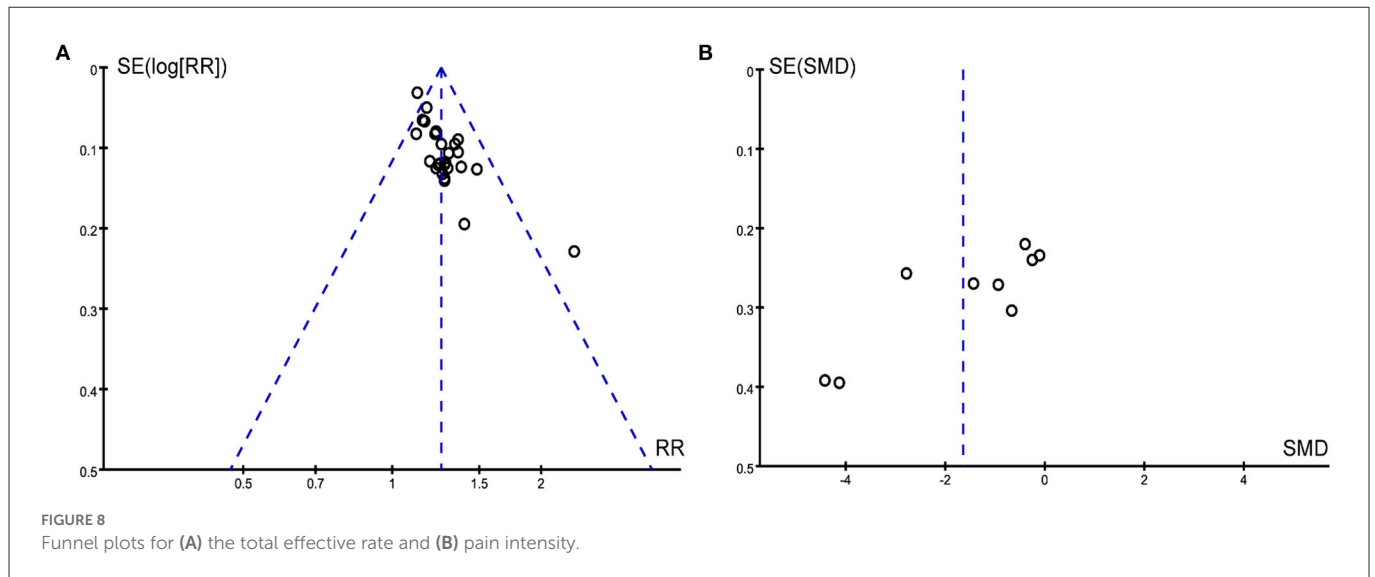 A
B
SE(log[RR])
SE(SMD)
0
0.1
0.2
0.3
0.4
0.5
RR
0.5
0.7
1
1.5
2
0
0.1
0.2
0.3
0.4
0.5
SMD
-4
-2
0
2
4
FIGURE 8
Funnel plots for (A) the total effective rate and (B) pain intensity.